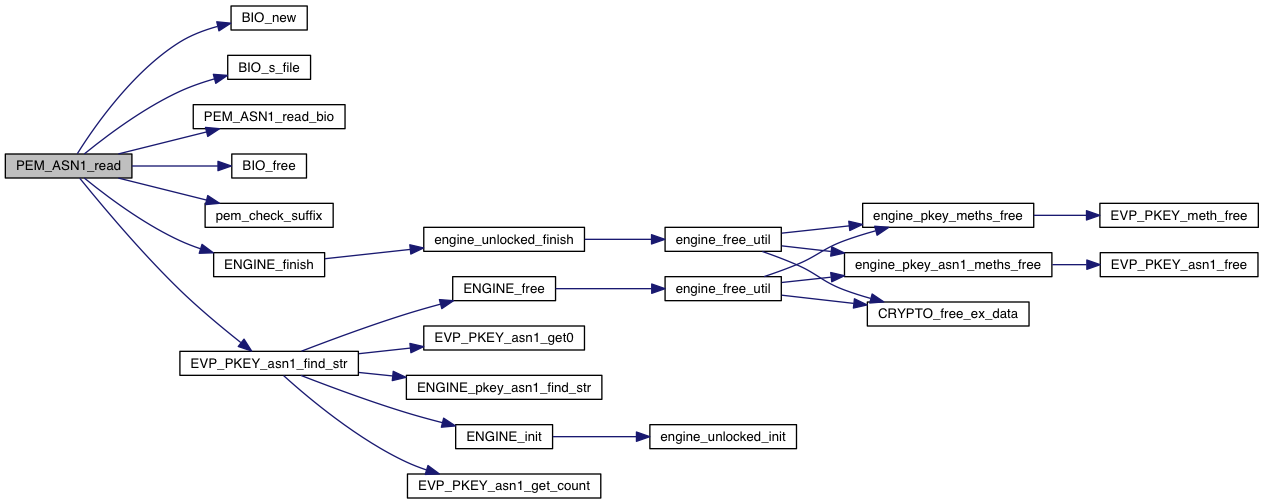 PEM_ASN1_read
BIO_new
BIO_s_file
PEM_ASN1_read_bio
BIO_free
pem_check_suffix
ENGINE_finish
EVP_PKEY_asn1_find_str
engine_unlocked_finish
ENGINE_free
EVP_PKEY_asn1_get0
ENGINE_pkey_asn1_find_str
ENGINE_init
EVP_PKEY_asn1_get_count
engine_free_util
engine_free_util
engine_unlocked_init
engine_pkey_meths_free
engine_pkey_asn1_meths_free
CRYPTO_free_ex_data
EVP_PKEY_meth_free
EVP_PKEY_asn1_free